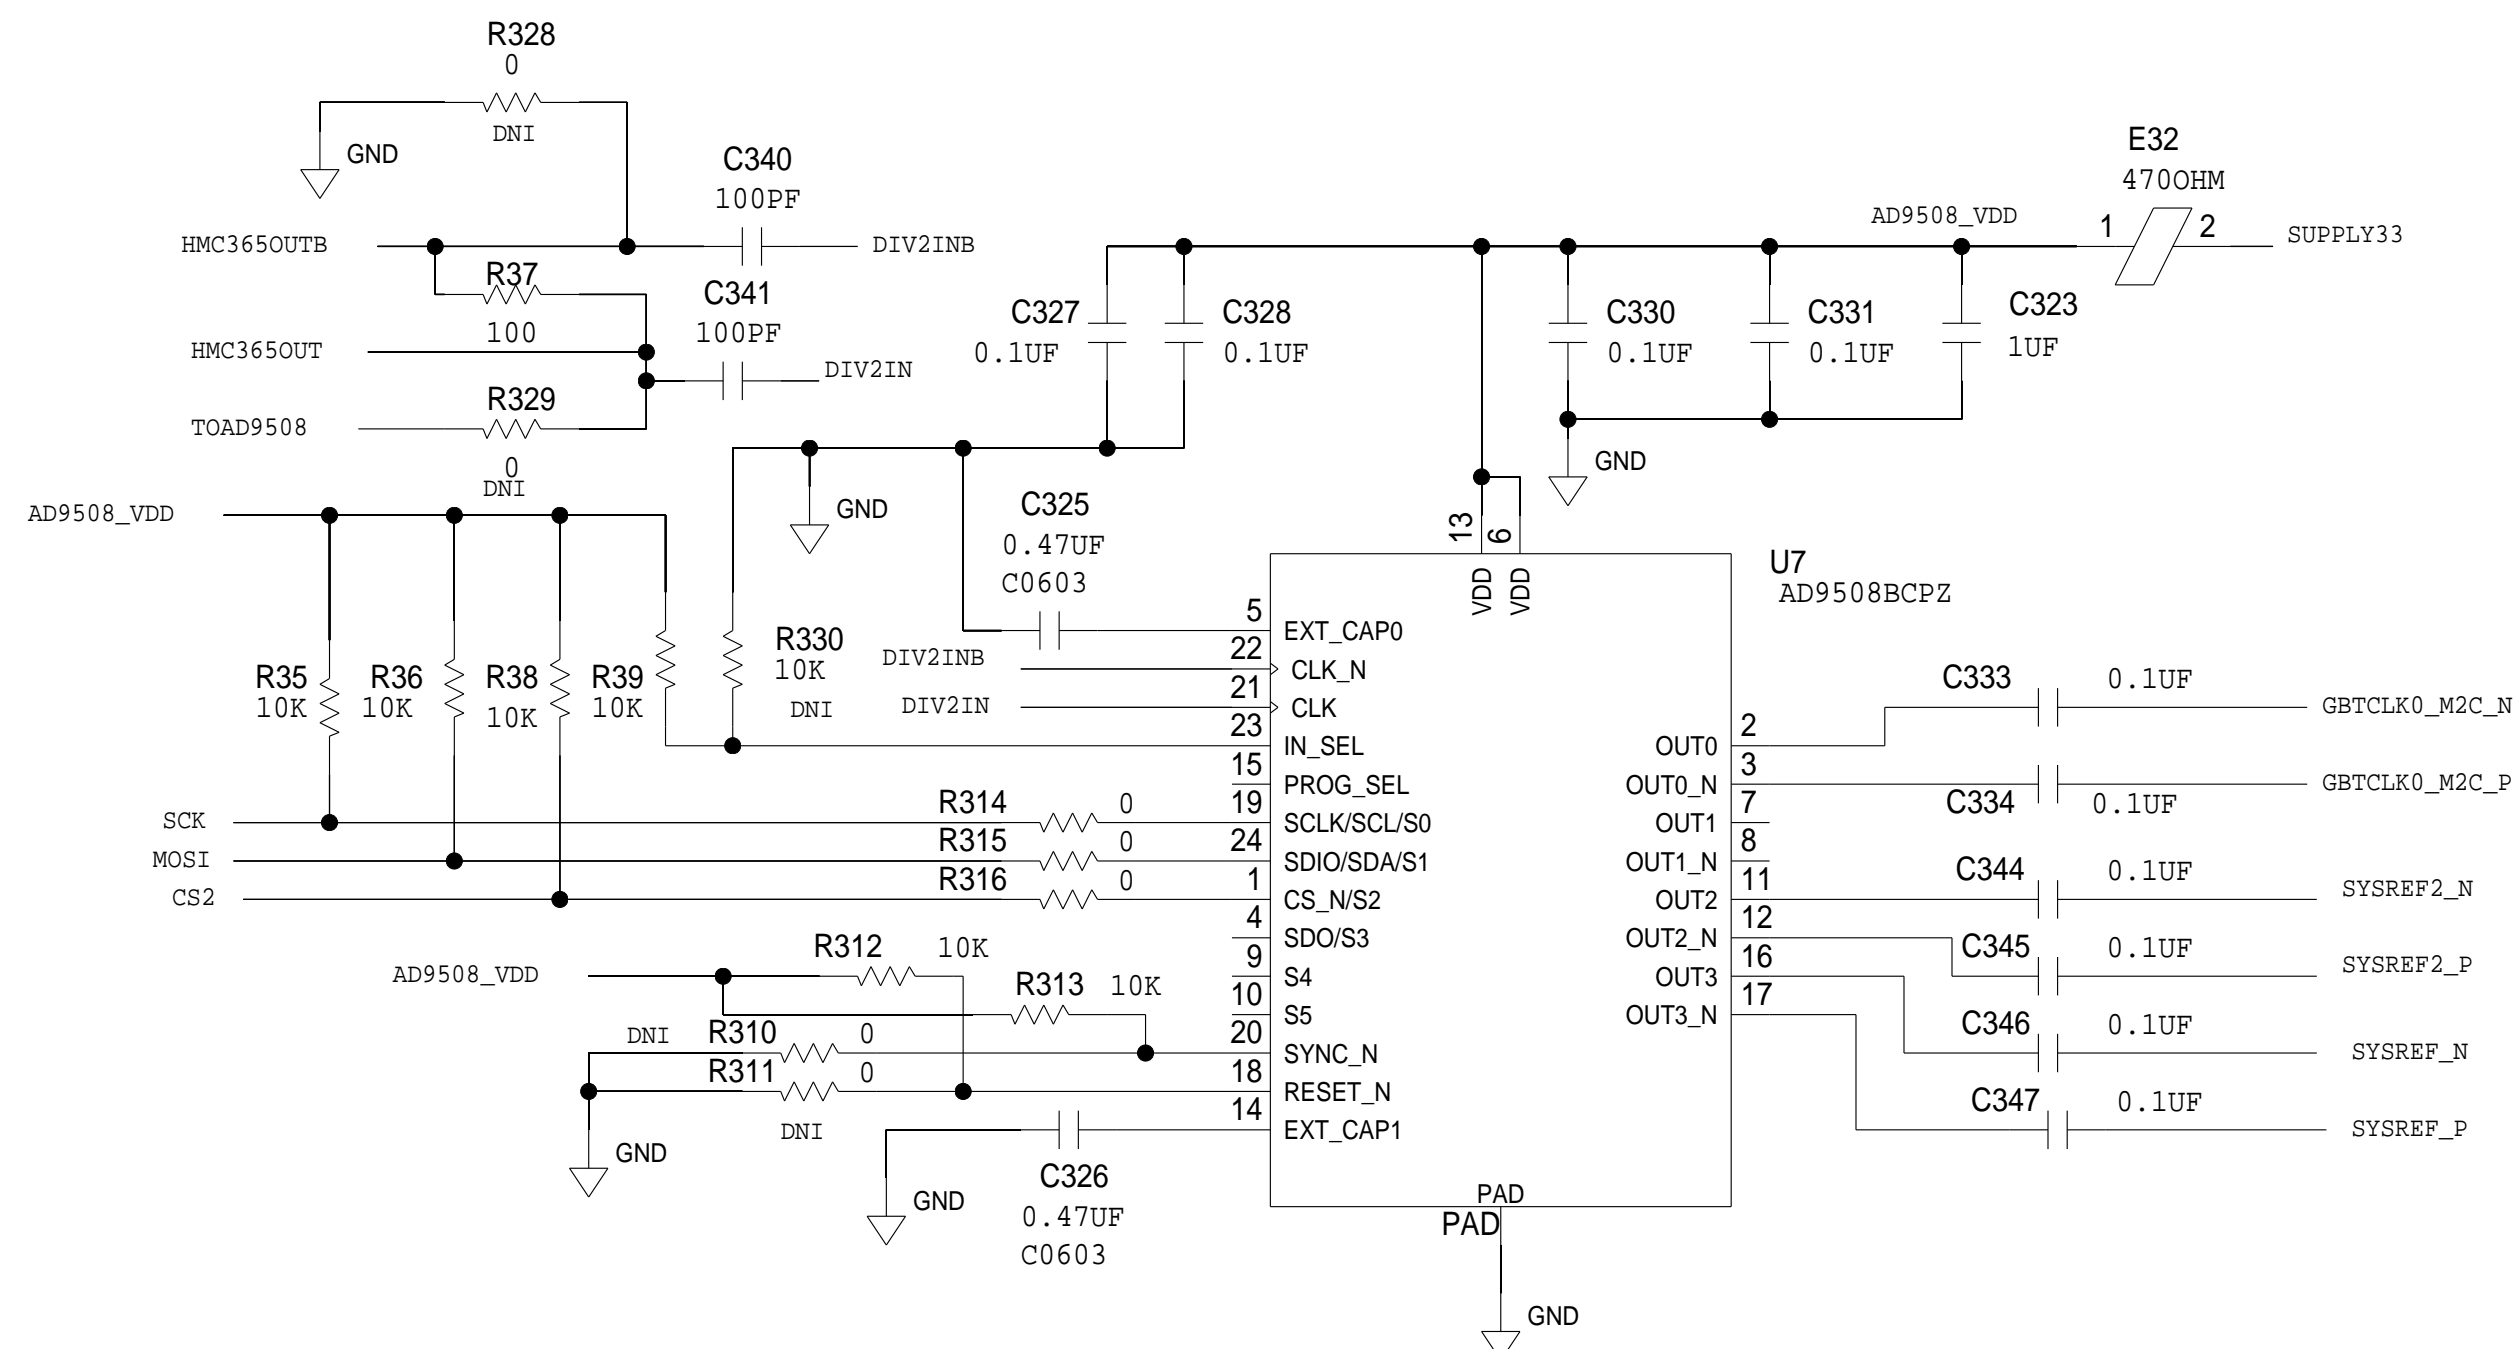 R328
0
DNI
GND
C340
100PF
HMC365OUTB
DIV2INB
R37
100
C341
100PF
HMC365OUT
DIV2IN
R329
TOAD9508
0
DNI
E32
470OHM
AD9508_VDD
1
2
SUPPLY33
C327
0.1UF
C328
0.1UF
C330
0.1UF
C331
0.1UF
C323
1UF
GND
GND
C325
0.47UF
C0603
AD9508_VDD
R35
10K
R36
10K
R38
10K
R39
10K
R330
10K
DNI
DIV2INB
DIV2IN
13
6
VDD
VDD
U7
AD9508BCPZ
5
EXT_CAP0
22
CLK_N
21
CLK
23
IN_SEL
15
PROG_SEL
SCK
R314
0
19
SCLK/SCL/S0
MOSI
R315
0
24
SDIO/SDA/S1
CS2
R316
0
1
CS_N/S2
4
SDO/S3
9
S4
10
S5
AD9508_VDD
R312
10K
R313
10K
DNI
R310
0
20
SYNC_N
R311
0
DNI
18
RESET_N
GND
14
EXT_CAP1
GND
C326
0.47UF
C0603
OUT0
2
C333
0.1UF
GBTCLK0_M2C_N
OUT0_N
3
C334
0.1UF
GBTCLK0_M2C_P
OUT1
7
OUT1_N
8
OUT2
11
C344
0.1UF
SYSREF2_N
OUT2_N
12
C345
0.1UF
SYSREF2_P
OUT3
16
C346
0.1UF
SYSREF_N
OUT3_N
17
C347
0.1UF
SYSREF_P
PAD
PAD
GND